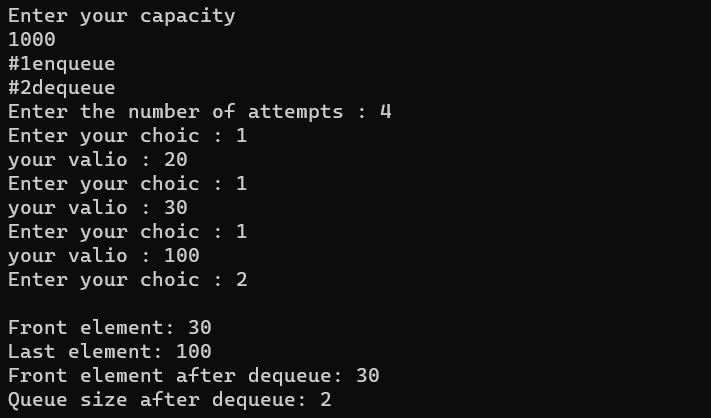 Enter your capacity
1000
#1enqueue
#2dequeue
Enter the number of attempts : 4
Enter your choic : 1
your valio : 20
Enter your choic : 1
your valio : 30
Enter your choic : 1
your valio : 100
Enter your choic : 2
Front element: 30
Last element: 100
Front element after dequeue: 30
Queue size after dequeue: 2